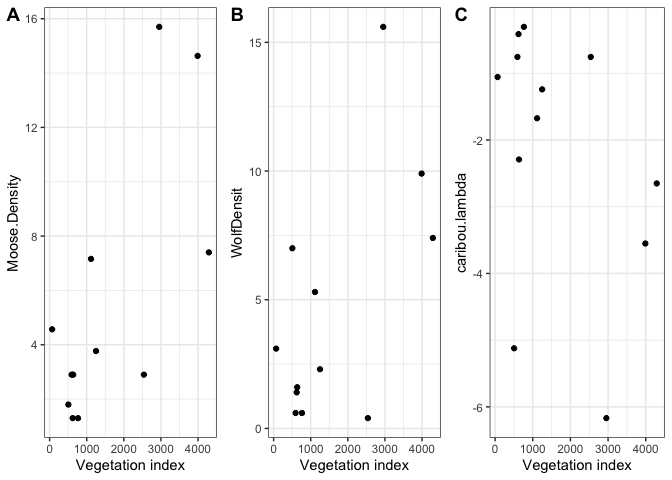 A
Moose.Density
16
12
8
4
0 1000 2000 3000 4000
Vegetation index
B
WolfDensit
15
10
5
0
0 1000 2000 3000 4000
Vegetation index
C
caribou.lambda
-2
-4
-6
0 1000 2000 3000 4000
Vegetation index